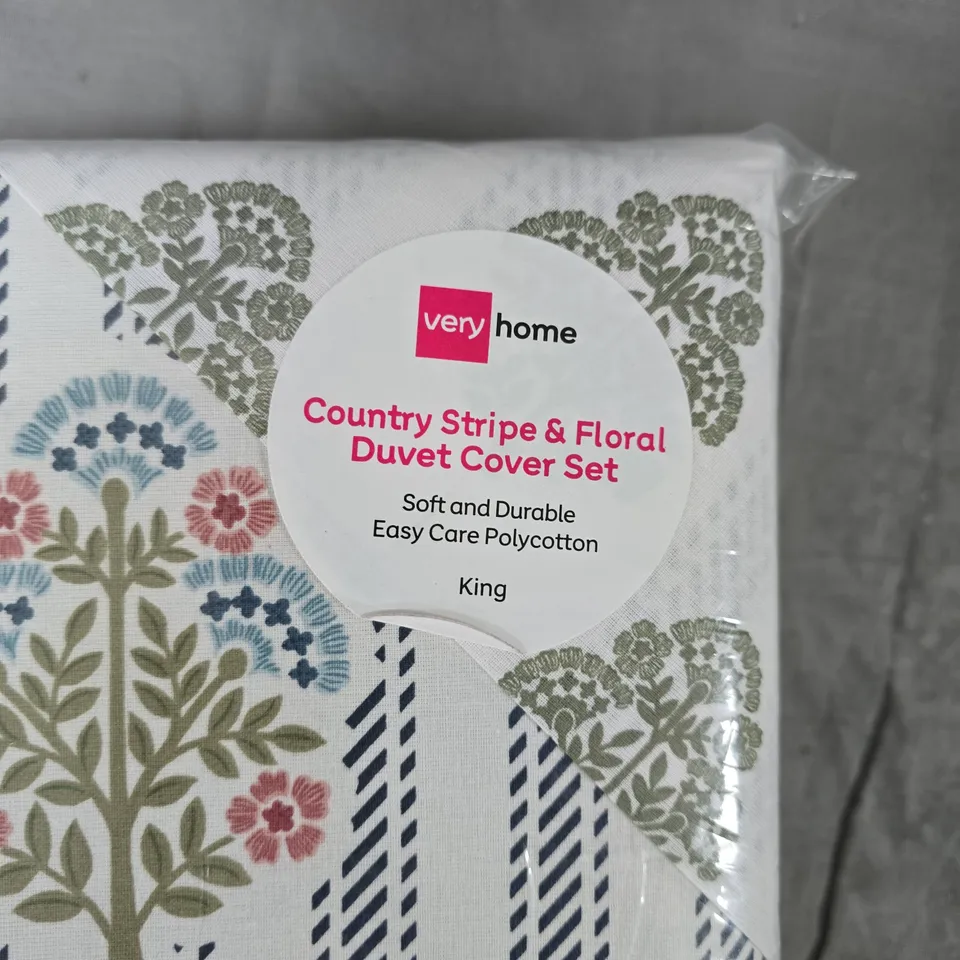 very home
Country Stripe & Floral
Duvet Cover Set
Soft and Durable
Easy Care Polycotton
King